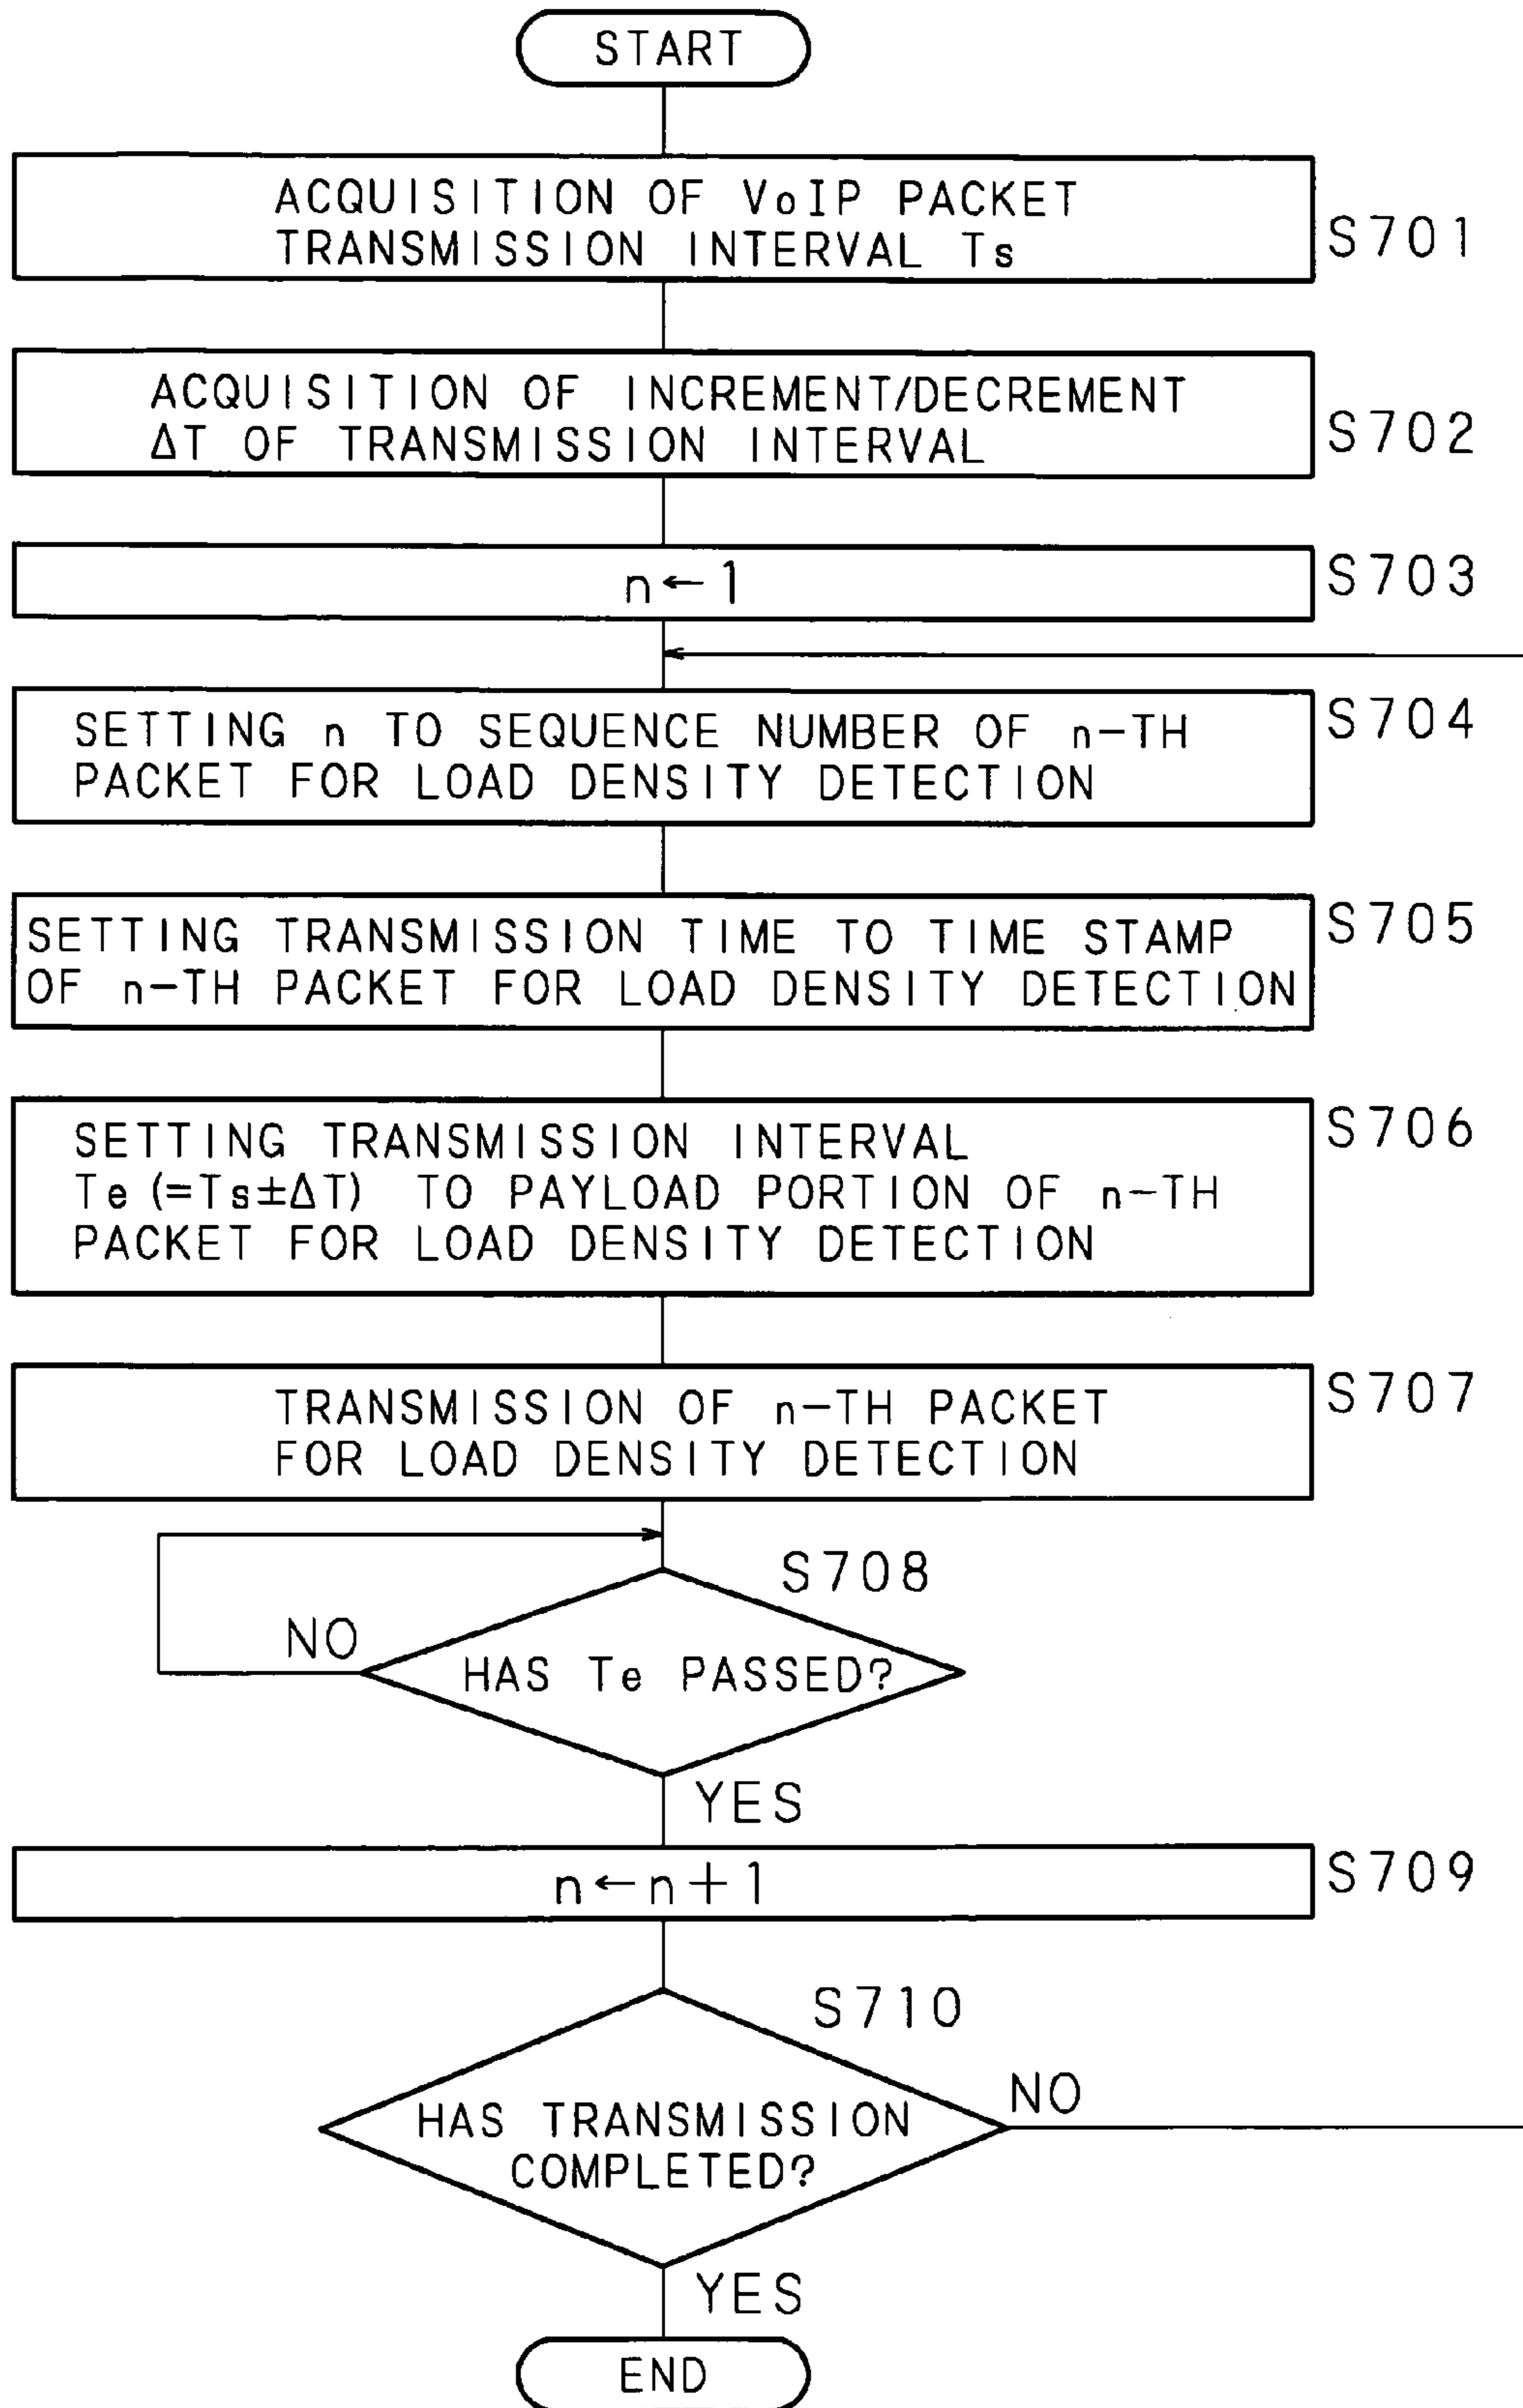 START
ACQUISITION OF VoIP PACKET
TRANSMISSION INTERVAL Ts
S701
ACQUISITION OF INCREMENT/DECREMENT
ΔT OF TRANSMISSION INTERVAL
S702
n←1
S703
SETTING n TO SEQUENCE NUMBER OF n-TH
PACKET FOR LOAD DENSITY DETECTION
S704
SETTING TRANSMISSION TIME TO TIME STAMP
OF n-TH PACKET FOR LOAD DENSITY DETECTION
S705
SETTING TRANSMISSION INTERVAL
Te (=Ts±ΔT) TO PAYLOAD PORTION OF n-TH
PACKET FOR LOAD DENSITY DETECTION
S706
TRANSMISSION OF n-TH PACKET
FOR LOAD DENSITY DETECTION
S707
S708
NO
HAS Te PASSED?
YES
n←n+1
S709
S710
NO
HAS TRANSMISSION
COMPLETED?
YES
END